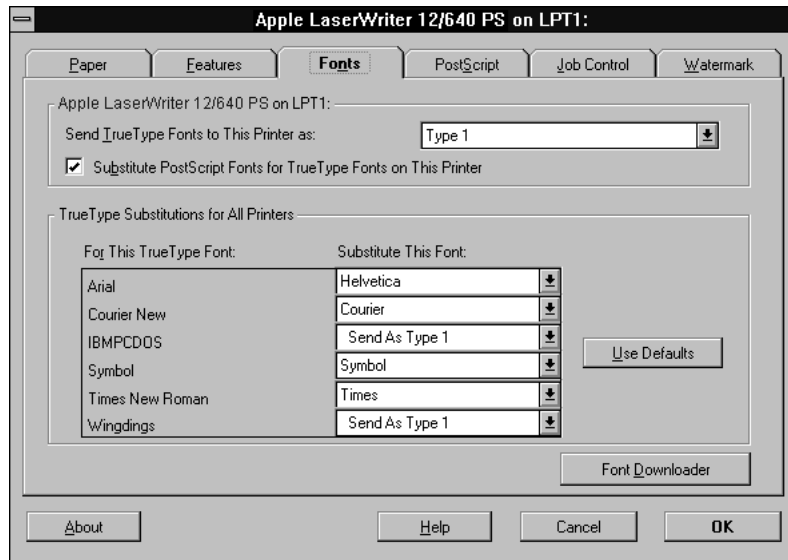 Apple LaserWriter 12/640 PS on LPT1:
Paper Features Fonts PostScript Job Control Watermark
Apple LaserWriter 12/640 PS on LPT1:
Send TrueType Fonts to This Printer as: Type 1
Substitute PostScript Fonts for TrueType Fonts on This Printer
TrueType Substitutions for All Printers
For This TrueType Font: Substitute This Font:
Arial Helvetica
Courier New Courier
IBMPCDOS Send As Type 1
Use Defaults
Symbol Symbol
Times New Roman Times
Wingdings Send As Type 1
Font Downloader
About Help Cancel OK